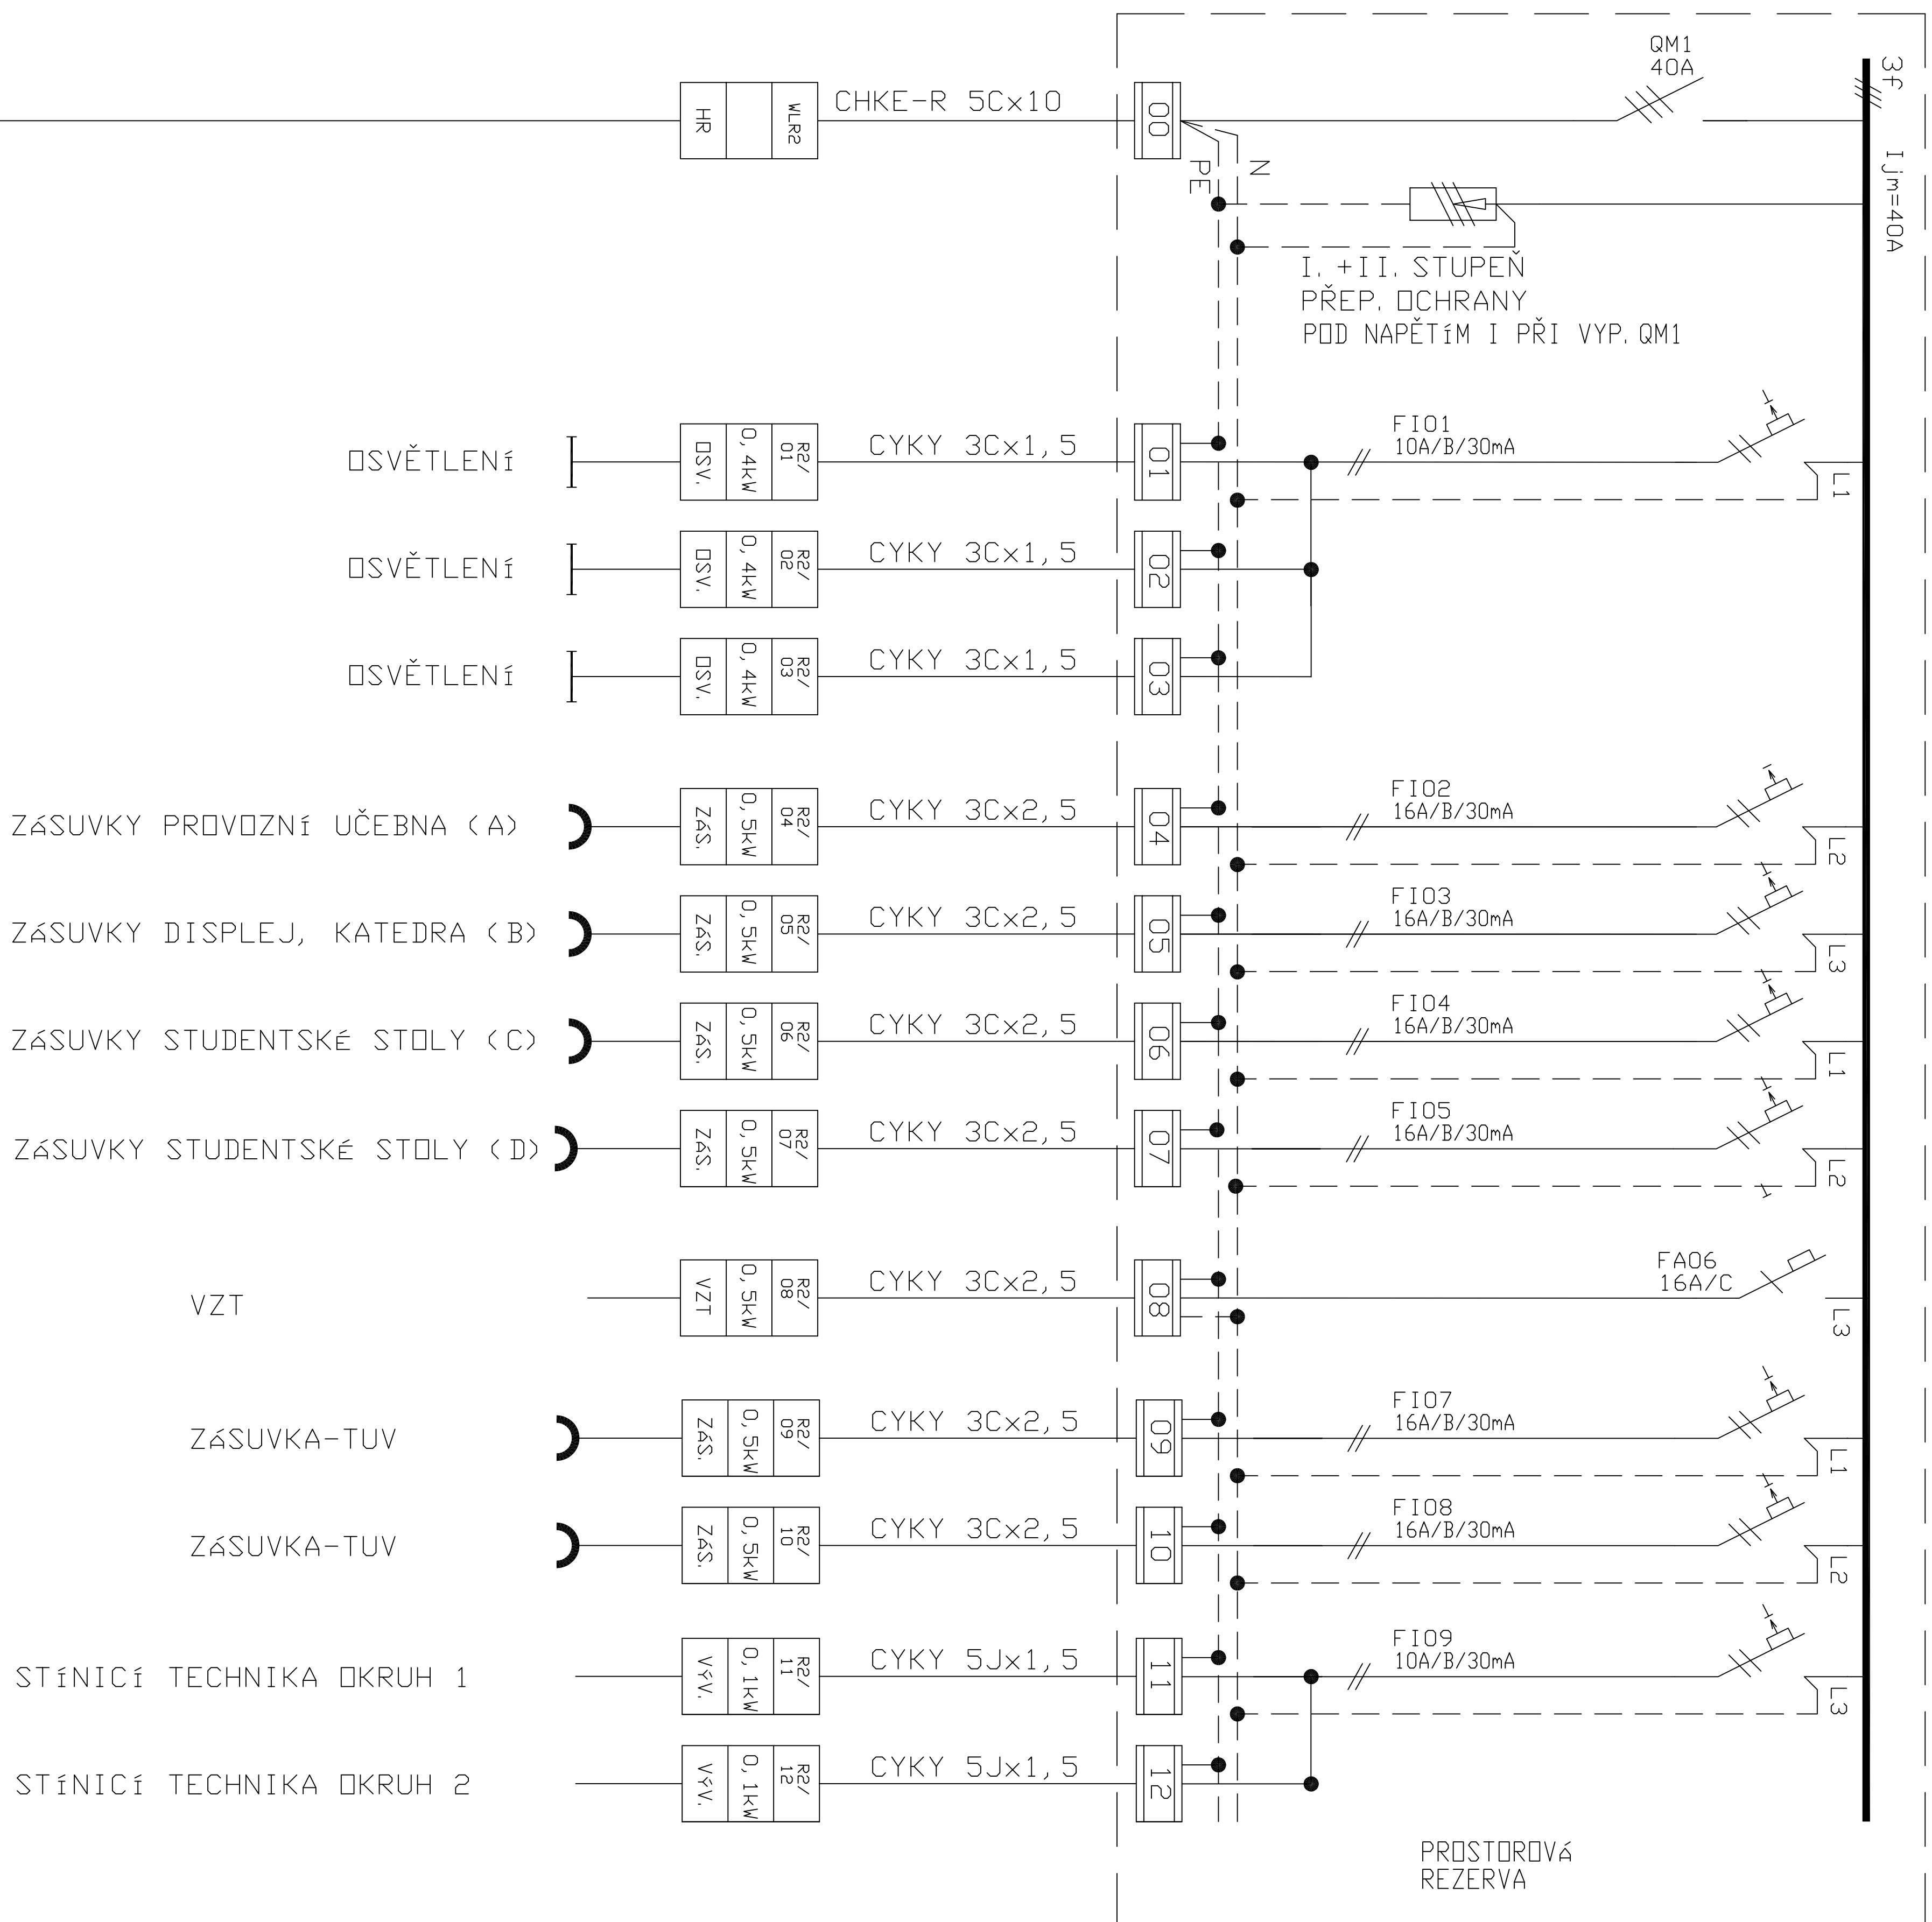 QM1
40A
3f
Ijm=40A
HR
WLR2
CHKE-R 5Cx10
00
PE
N
I. +II. STUPEŇ
PŘEP. OCHRANY
POD NAPĚTÍM I PŘI VYP. QM1
OSVĚTLENÍ
OSV.
0,4kW
R2/
01
CYKY 3Cx1,5
01
FI01
10A/B/30mA
L1
OSVĚTLENÍ
OSV.
0,4kW
R2/
02
CYKY 3Cx1,5
02
OSVĚTLENÍ
OSV.
0,4kW
R2/
03
CYKY 3Cx1,5
03
ZÁSUVKY PROVOZNÍ UČEBNA (A)
ZÁS.
0,5kW
R2/
04
CYKY 3Cx2,5
04
FI02
16A/B/30mA
L2
ZÁSUVKY DISPLEJ, KATEDRA (B)
ZÁS.
0,5kW
R2/
05
CYKY 3Cx2,5
05
FI03
16A/B/30mA
L3
ZÁSUVKY STUDENTSKÉ STOLY (C)
ZÁS.
0,5kW
R2/
06
CYKY 3Cx2,5
06
FI04
16A/B/30mA
L1
ZÁSUVKY STUDENTSKÉ STOLY (D)
ZÁS.
0,5kW
R2/
07
CYKY 3Cx2,5
07
FI05
16A/B/30mA
L2
VZT
VZT
0,5kW
R2/
08
CYKY 3Cx2,5
08
FA06
16A/C
L3
ZÁSUVKA-TUV
ZÁS.
0,5kW
R2/
09
CYKY 3Cx2,5
09
FI07
16A/B/30mA
L1
ZÁSUVKA-TUV
ZÁS.
0,5kW
R2/
10
CYKY 3Cx2,5
10
FI08
16A/B/30mA
L2
STÍNICÍ TECHNIKA OKRUH 1
VÝV.
0,1kW
R2/
11
CYKY 5Jx1,5
11
FI09
10A/B/30mA
L3
STÍNICÍ TECHNIKA OKRUH 2
VÝV.
0,1kW
R2/
12
CYKY 5Jx1,5
12
PROSTOROVÁ
REZERVA